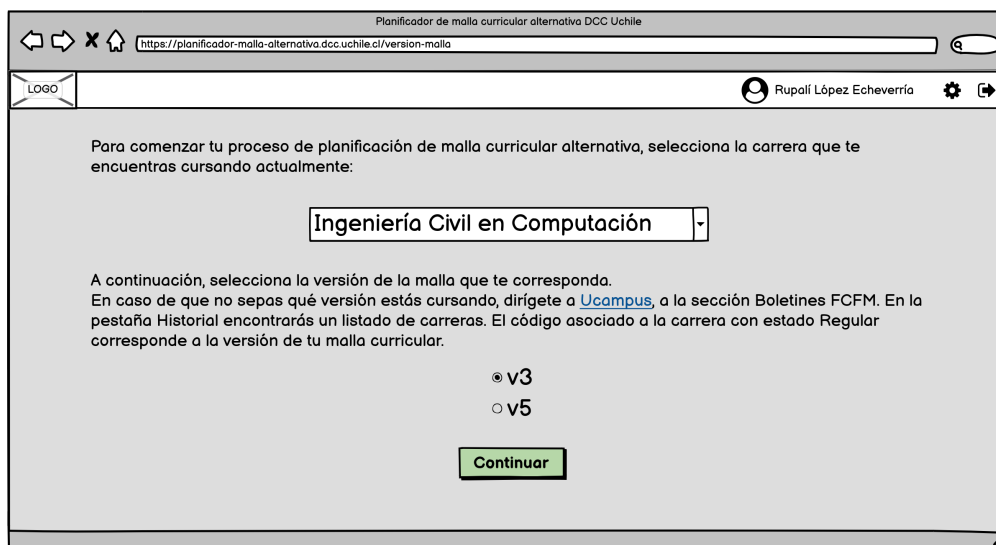 Planificador de malla curricular alternativa DCC Uchile
https://planificador-malla-alternativa.dcc.uchile.cl/version-malla
LOGO
Rupalí López Echeverría
Para comenzar tu proceso de planificación de malla curricular alternativa, selecciona la carrera que te
encuentras cursando actualmente:
Ingeniería Civil en Computación
A continuación, selecciona la versión de la malla que te corresponda.
En caso de que no sepas qué versión estás cursando, dirígete a Ucampus, a la sección Boletines FCFM. En la
pestaña Historial encontrarás un listado de carreras. El código asociado a la carrera con estado Regular
corresponde a la versión de tu malla curricular.
v3
v5
Continuar